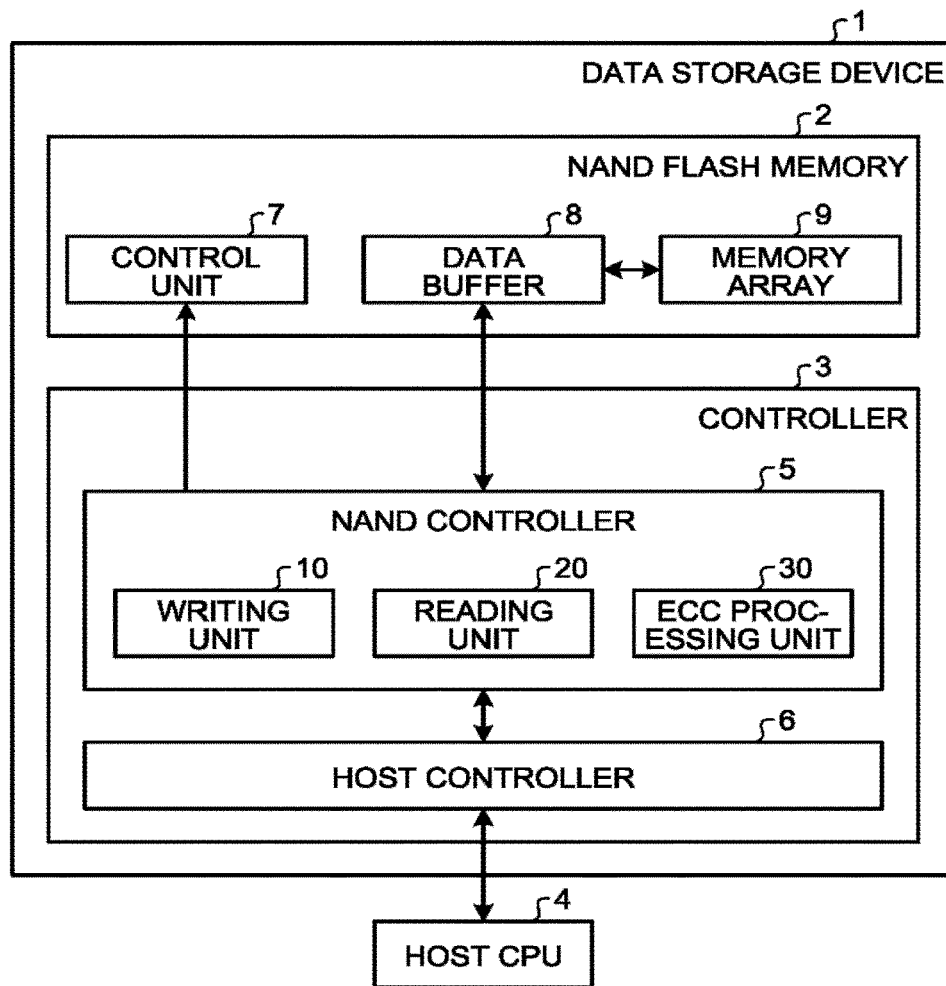 1
DATA STORAGE DEVICE
2
NAND FLASH MEMORY
7
CONTROL
UNIT
8
DATA
BUFFER
9
MEMORY
ARRAY
3
CONTROLLER
5
NAND CONTROLLER
10
WRITING
UNIT
20
READING
UNIT
30
ECC PROC-
ESSING UNIT
6
HOST CONTROLLER
4
HOST CPU